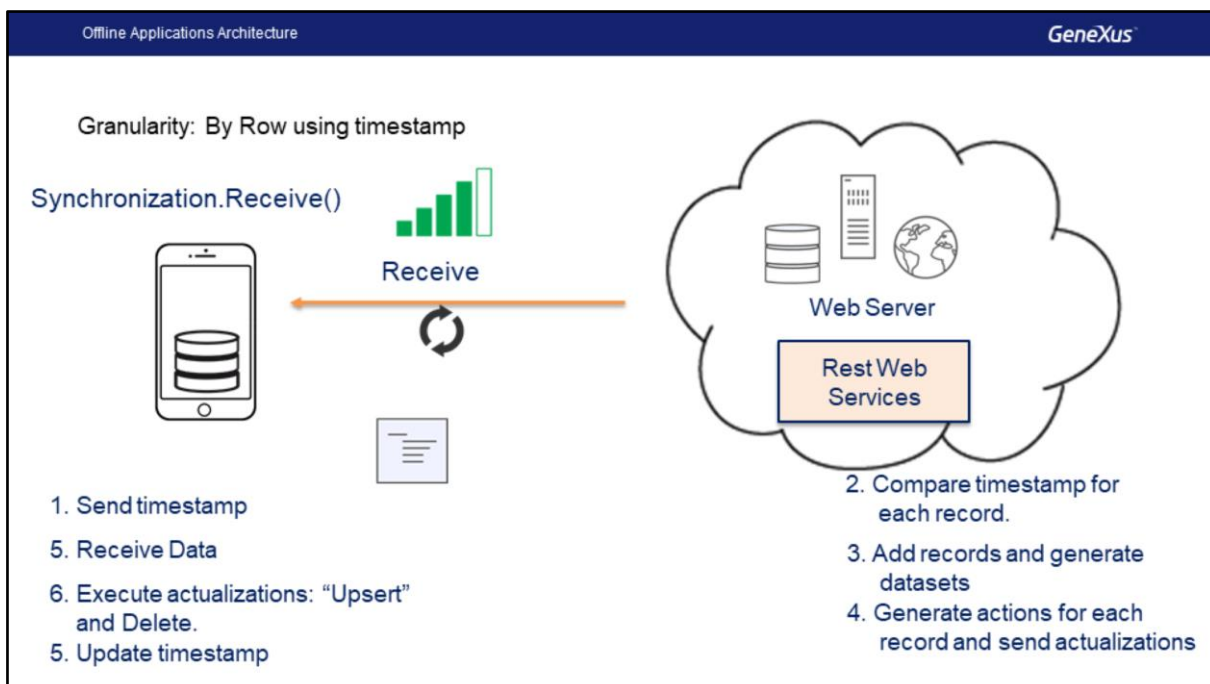 Offline Applications Architecture
GeneXus™
Granularity: By Row using timestamp
Synchronization.Receive()
Receive
Web Server
Rest Web
Services
1. Send timestamp
5. Receive Data
6. Execute actualizations: “Upsert”
and Delete.
5. Update timestamp
2. Compare timestamp for
each record.
3. Add records and generate
datasets
4. Generate actions for each
record and send actualizations